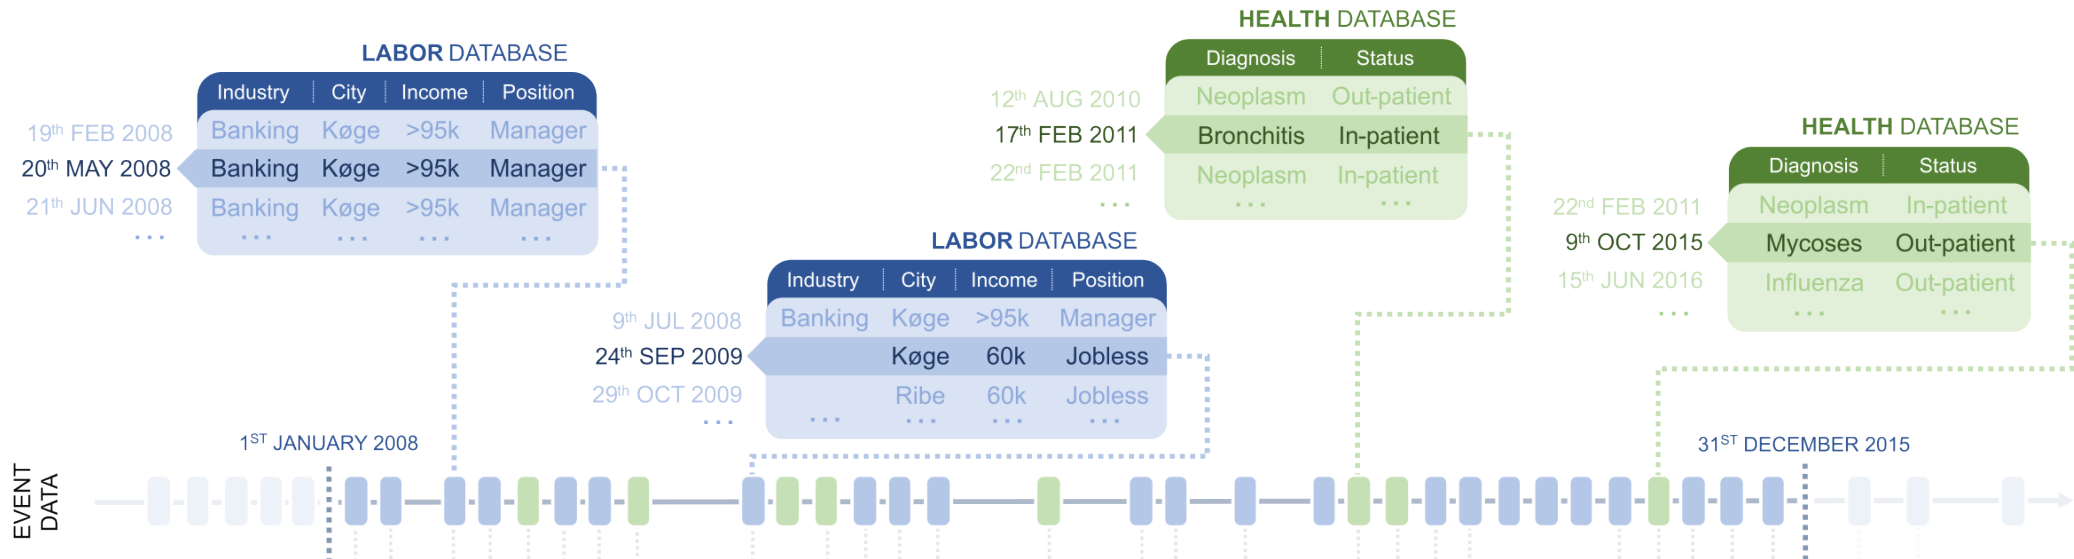 HEALTH DATABASE
Diagnosis Status
12th AUG 2010 Neoplasm Out-patient
17th FEB 2011 Bronchitis In-patient
22nd FEB 2011 Neoplasm In-patient
... ... ...
LABOR DATABASE
Industry City Income Position
19th FEB 2008 Banking Køge >95k Manager
20th MAY 2008 Banking Køge >95k Manager
21th JUN 2008 Banking Køge >95k Manager
... ... ... ... ...
HEALTH DATABASE
Diagnosis Status
22nd FEB 2011 Neoplasm In-patient
9th OCT 2015 Mycoses Out-patient
15th JUN 2016 Influenza Out-patient
... ... ...
LABOR DATABASE
Industry City Income Position
9th JUL 2008 Banking Køge >95k Manager
24th SEP 2009 Køge 60k Jobless
29th OCT 2009 Ribe 60k Jobless
... ... ... ... ...
1ST JANUARY 2008
31ST DECEMBER 2015
EVENT
DATA